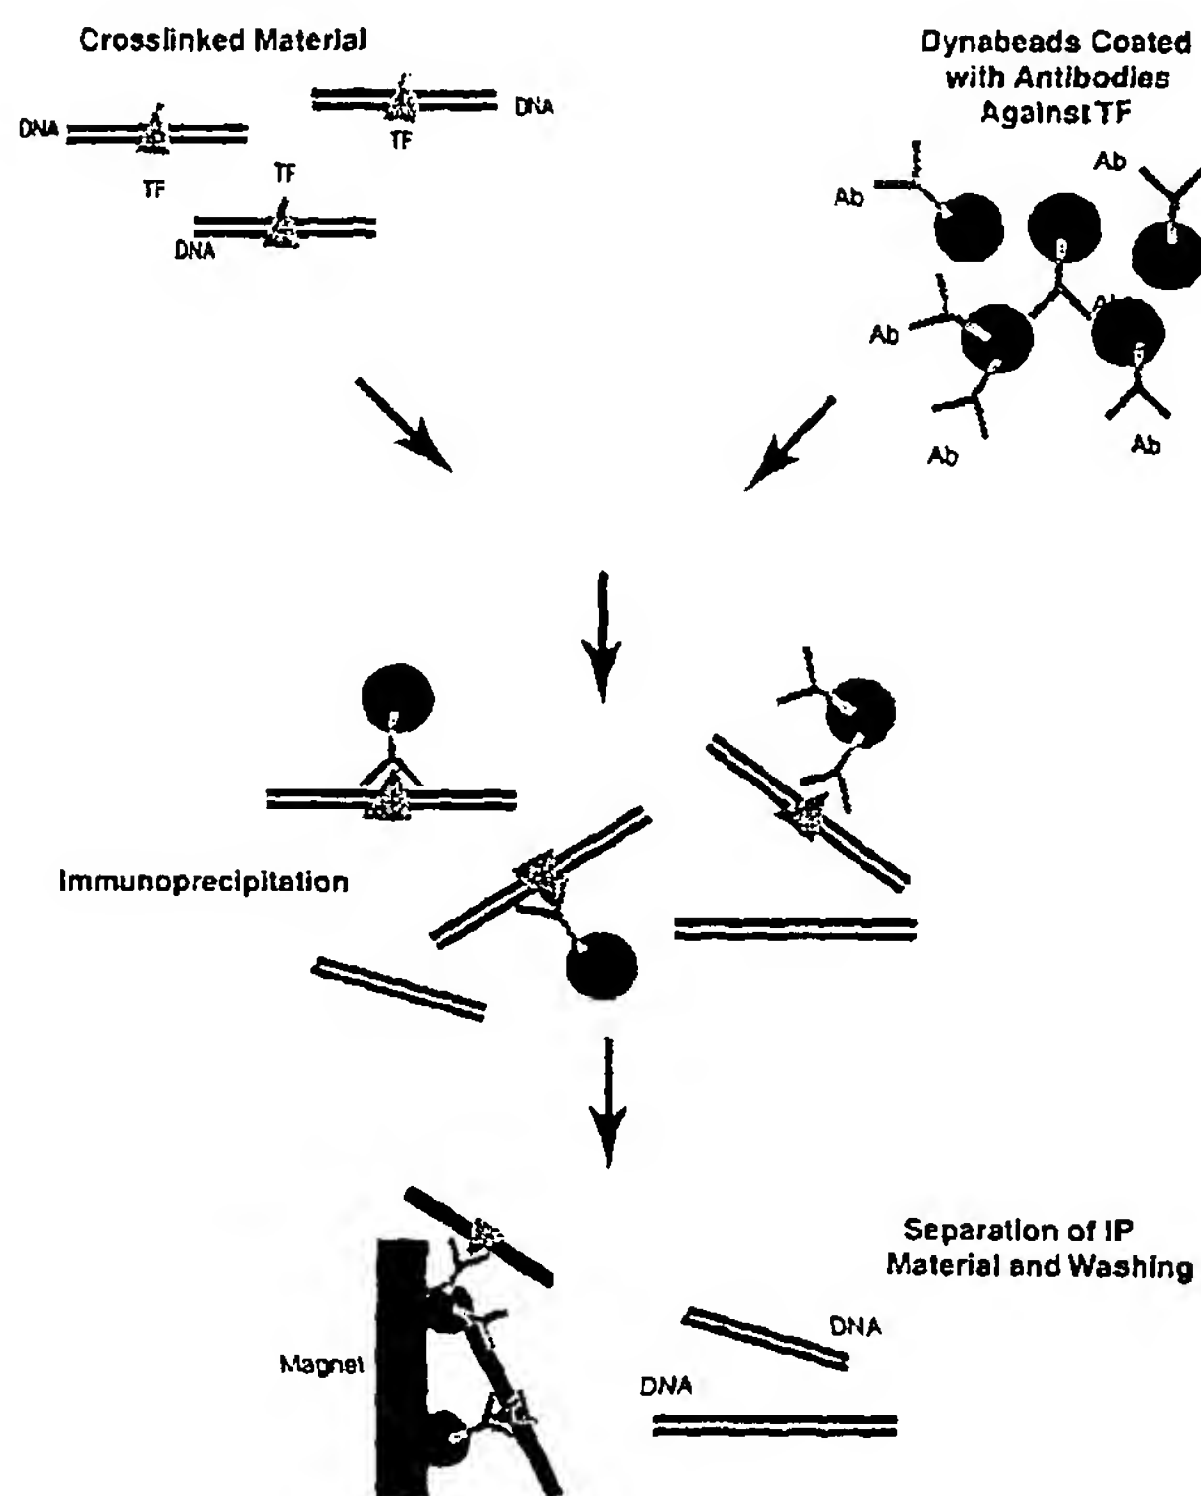 Crosslinked Material
DNA
TF
TF
DNA
TF
DNA
Dynabeads Coated
with Antibodies
Against TF
Ab
Ab
Ab
Ab
Ab
Immunoprecipitation
Separation of IP
Material and Washing
Magnet
DNA
DNA